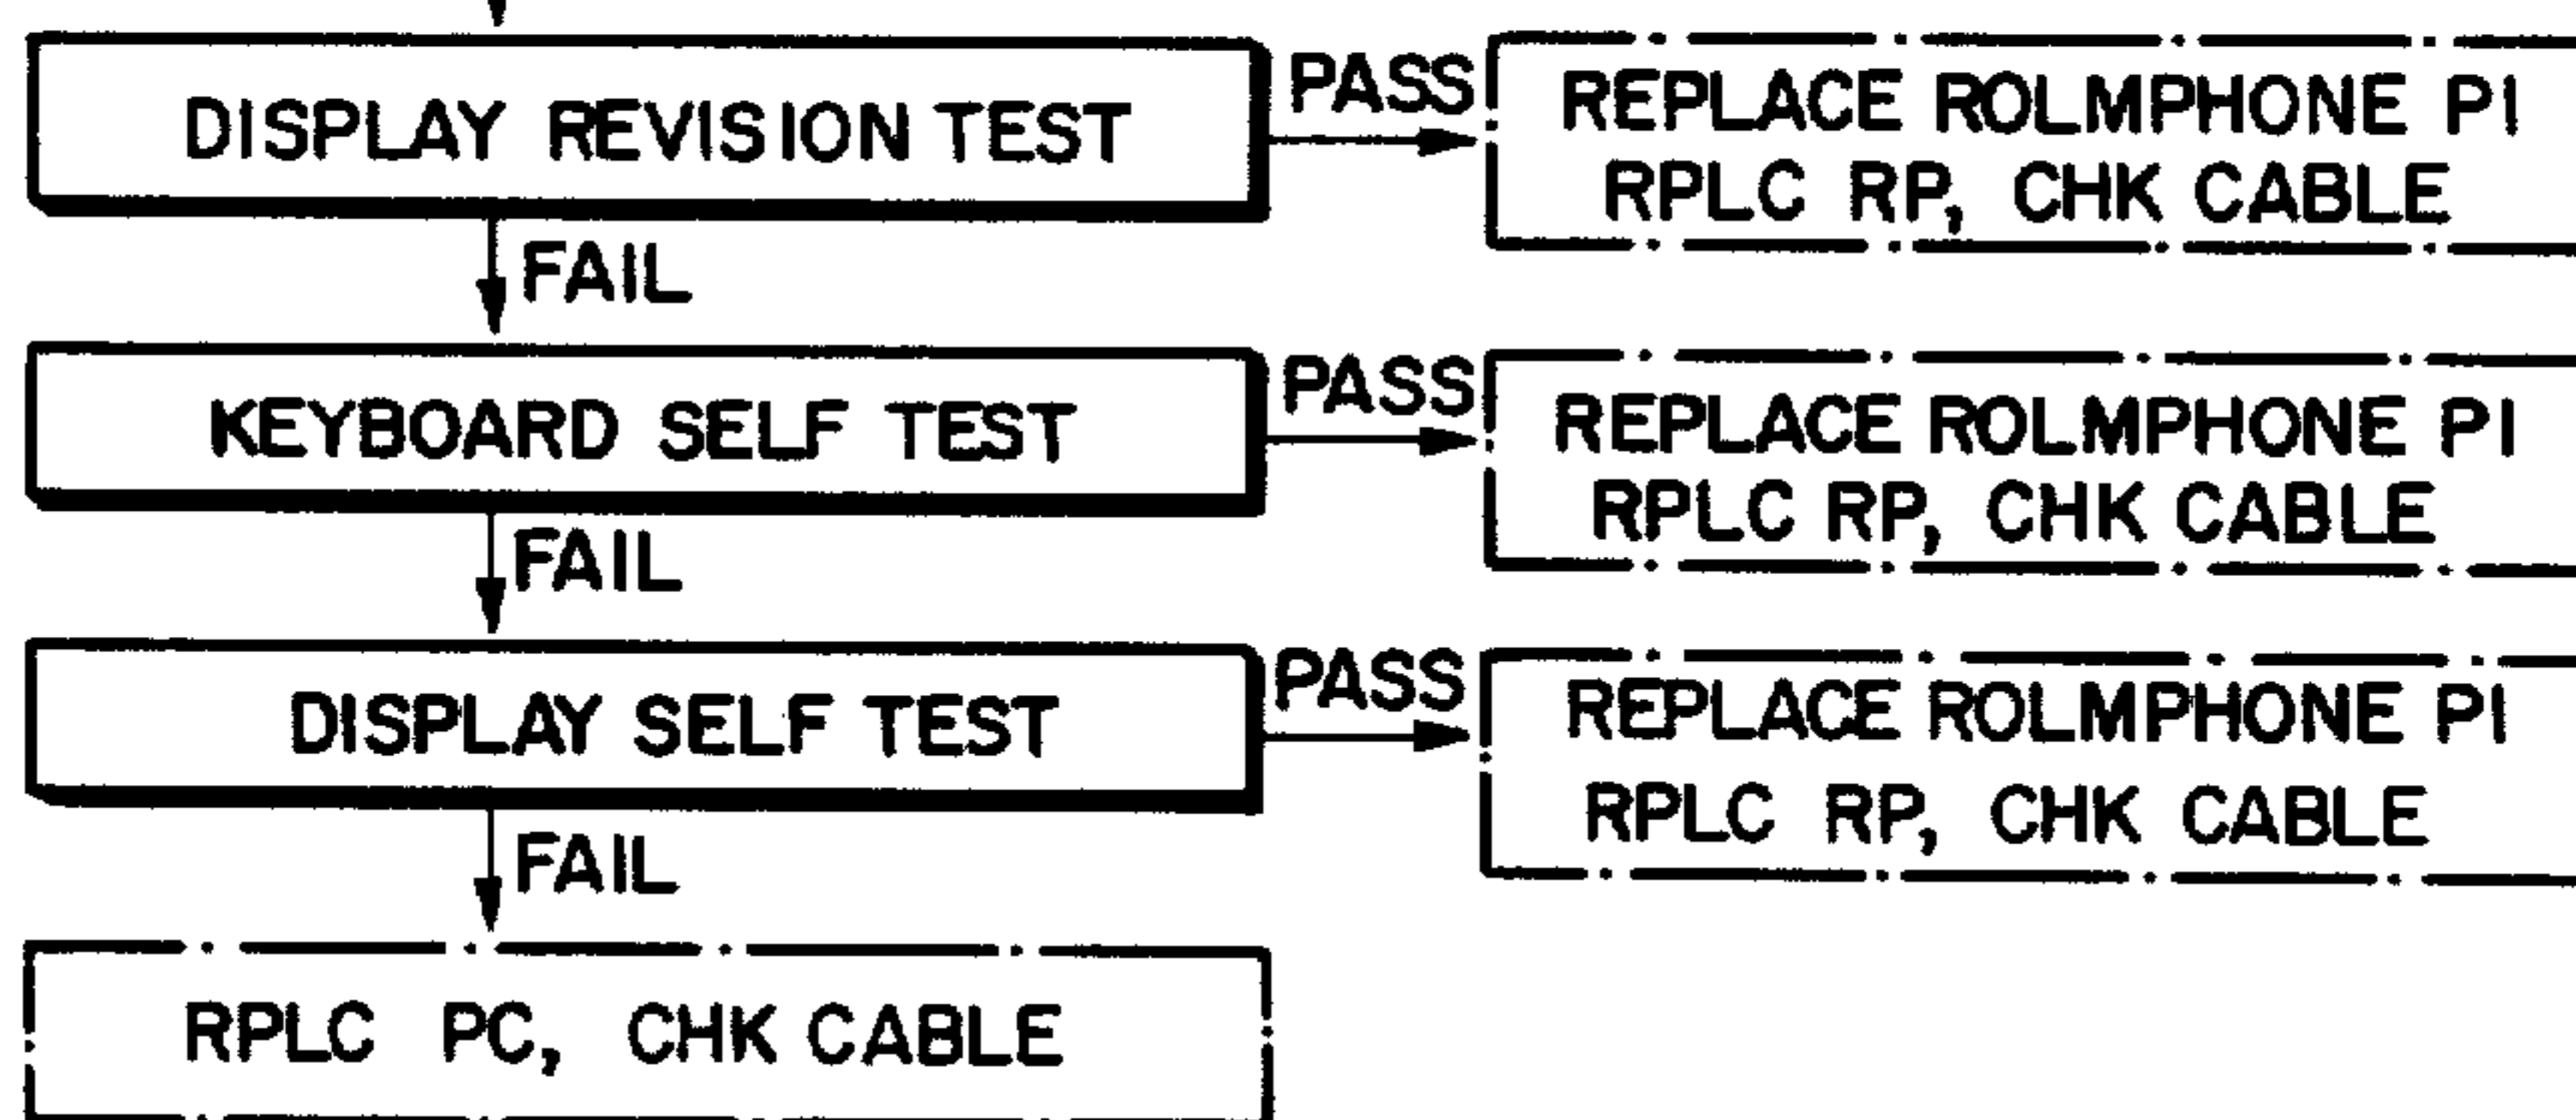 DISPLAY REVISION TEST
PASS
REPLACE ROLMPHONE PI
RPLC RP, CHK CABLE
FAIL
KEYBOARD SELF TEST
PASS
REPLACE ROLMPHONE PI
RPLC RP, CHK CABLE
FAIL
DISPLAY SELF TEST
PASS
REPLACE ROLMPHONE PI
RPLC RP, CHK CABLE
FAIL
RPLC PC, CHK CABLE